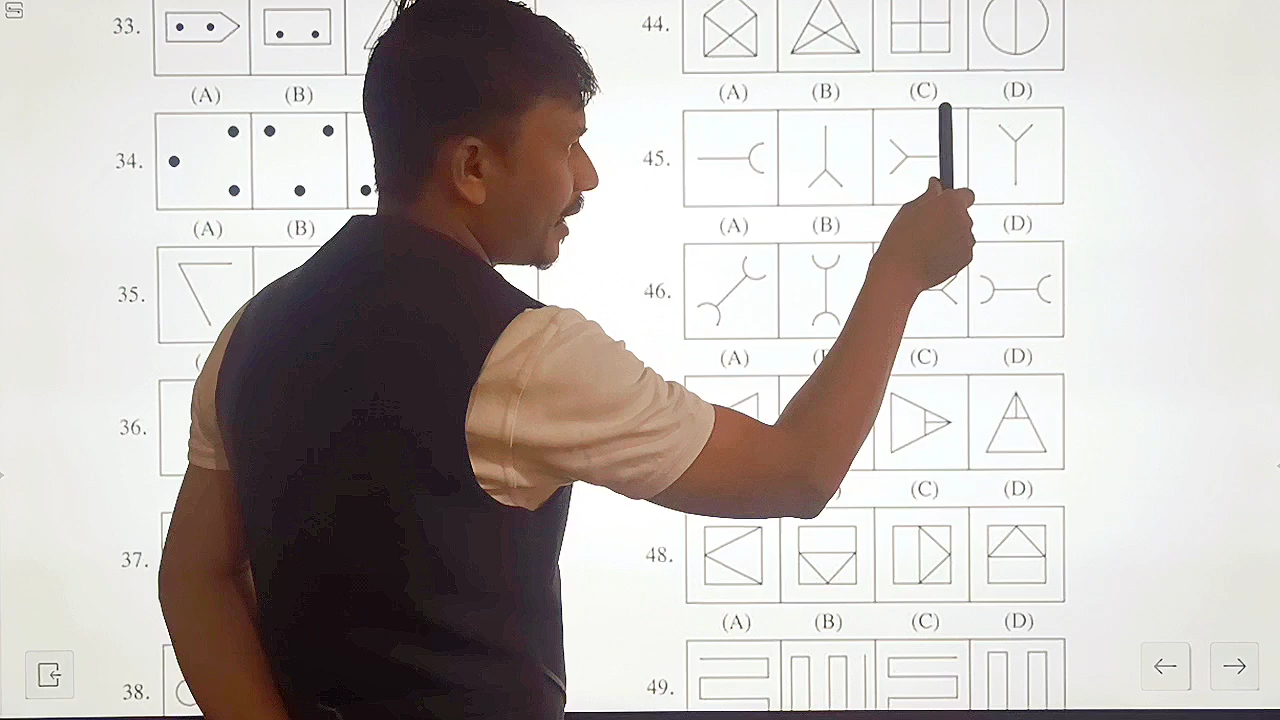 33.
(A) (B)
34.
(A) (B)
35.
36.
37.
38.
44.
(A) (B) (C) (D)
45.
(A) (B) (D)
46.
(A) (C) (D)
(C) (D)
48.
(A) (B) (C) (D)
49.